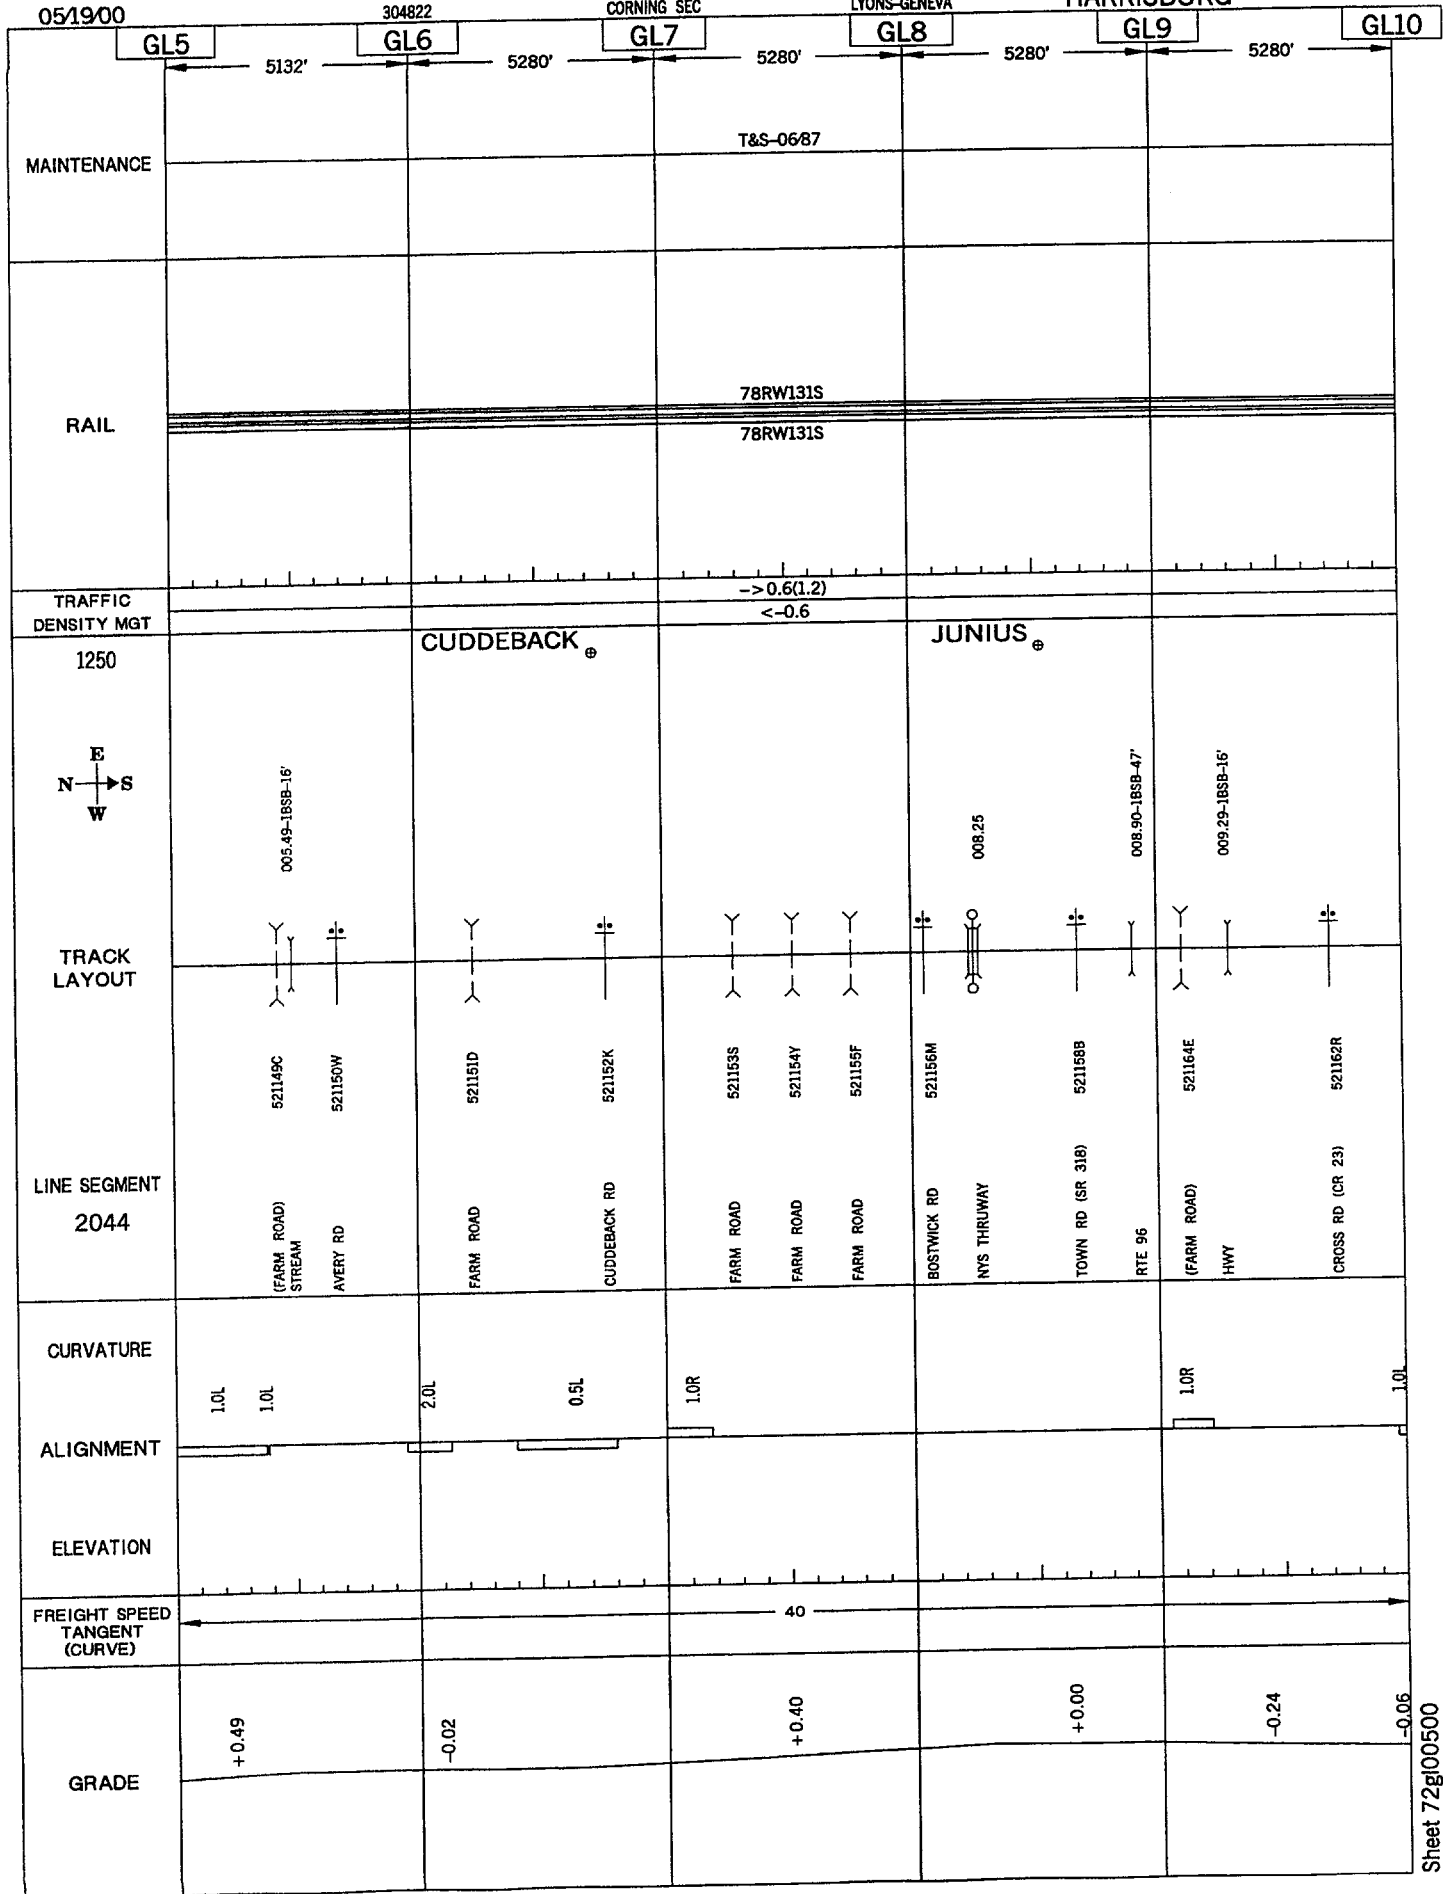 05/19/00 304822 CORNING SEC LYONS-GENEVA HARRISBURG
GL5 GL6 GL7 GL8 GL9 GL10
5132' 5280' 5280' 5280' 5280'
MAINTENANCE
T&S-06/87
RAIL
78RW131S
78RW131S
TRAFFIC
DENSITY MGT
->0.6(1.2)
<-0.6
1250
CUDDEBACK JUNIUS
E
N S
W
005.49-1BSB-16' 008.25 008.90-1BSB-47' 009.29-1BSB-16'
TRACK
LAYOUT
521149C 521150W 521151D 521152K 521153S 521154Y 521155F 521156M 521158B 521164E 521162R
LINE SEGMENT
2044
(FARM ROAD)
STREAM
AVERY RD
FARM ROAD
CUDDEBACK RD
FARM ROAD
FARM ROAD
FARM ROAD
BOSTWICK RD
NYS THRUWAY
TOWN RD (SR 318)
RTE 96
(FARM ROAD)
HWY
CROSS RD (CR 23)
CURVATURE
1.0L 1.0L 2.0L 0.5L 1.0R 1.0R 1.0L
ALIGNMENT
ELEVATION
FREIGHT SPEED
TANGENT
(CURVE)
40
GRADE
+0.49 -0.02 +0.40 +0.00 -0.24 -0.06
Sheet 72gl00500